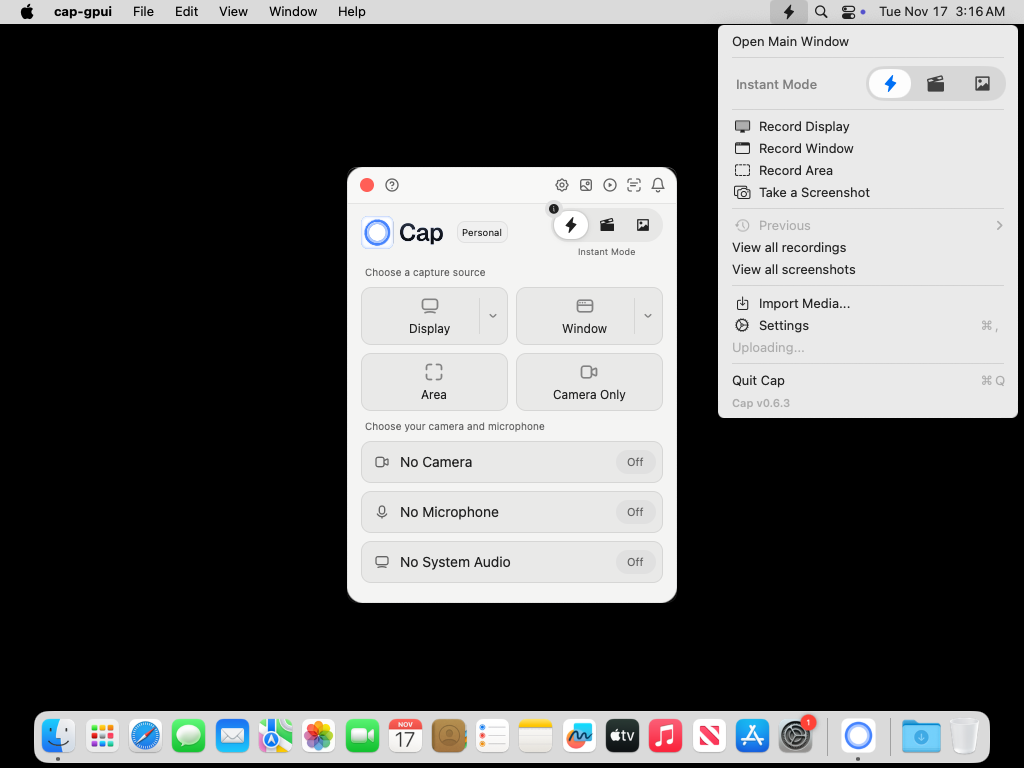 cap-gpui File Edit View Window Help Tue Nov 17 3:16 AM
Open Main Window
Instant Mode
Record Display
Record Window
Record Area
Take a Screenshot
Previous
View all recordings
View all screenshots
Import Media...
Settings ⌘ ,
Uploading...
Quit Cap ⌘ Q
Cap v0.6.3
Cap Personal
Instant Mode
Choose a capture source
Display Window
Area Camera Only
Choose your camera and microphone
No Camera Off
No Microphone Off
No System Audio Off
NOV
17
tv
1